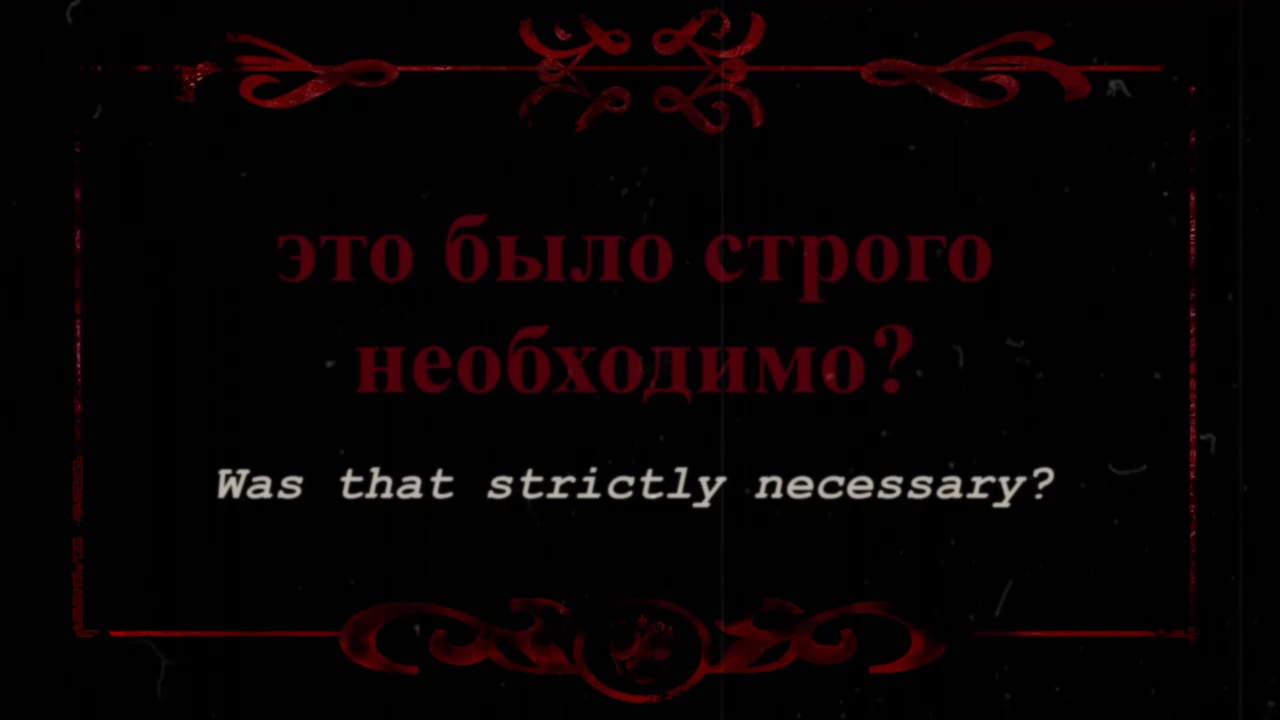 это было строго
необходимо?
Was that strictly necessary?